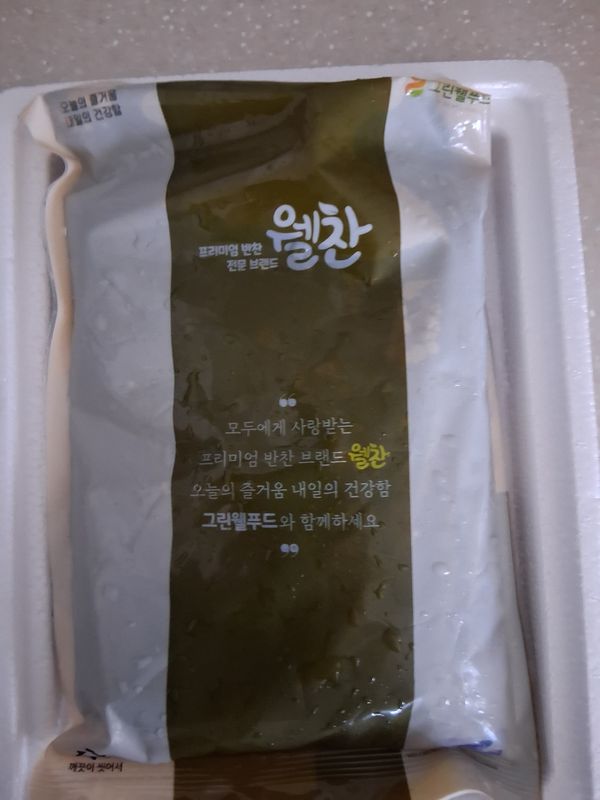 오늘의 즐거움
내일의 건강함
그린웰푸드
프리미엄 반찬
전문 브랜드
웰찬
❝
모두에게 사랑받는
프리미엄 반찬 브랜드 웰찬
오늘의 즐거움 내일의 건강함
그린웰푸드와 함께하세요
❞
깨끗이 씻어서